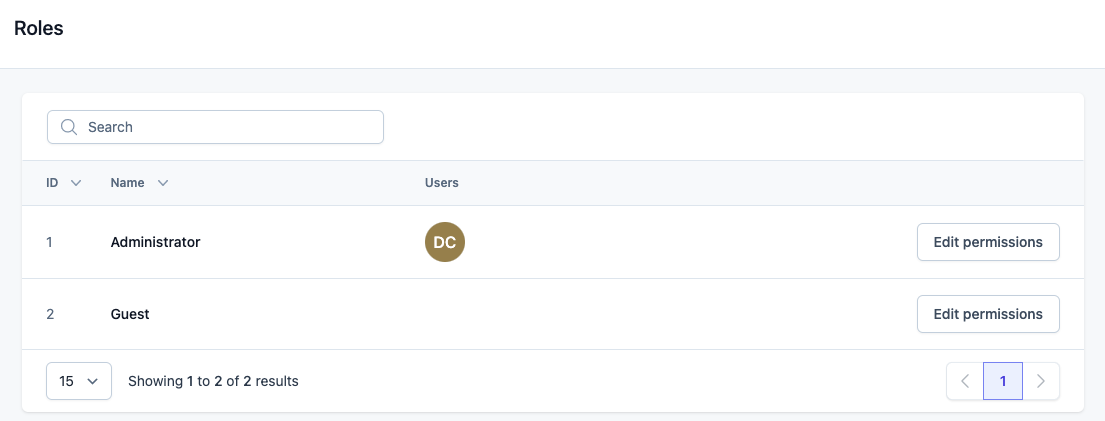 Roles
Search
ID Name Users
1 Administrator DC Edit permissions
2 Guest Edit permissions
15 Showing 1 to 2 of 2 results 1